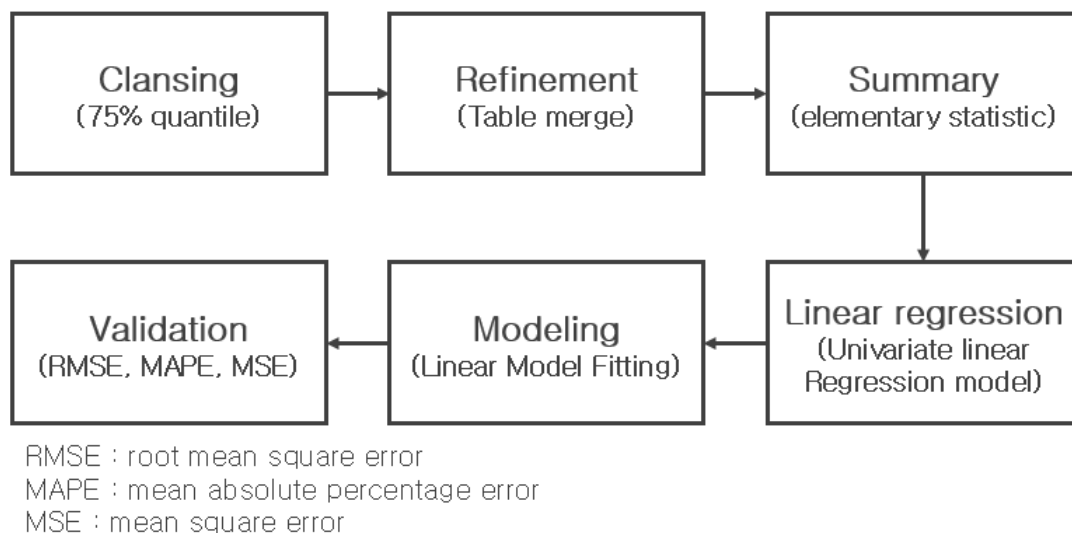 Clansing
(75% quantile)
Refinement
(Table merge)
Summary
(elementary statistic)
Linear regression
(Univariate linear
Regression model)
Modeling
(Linear Model Fitting)
Validation
(RMSE, MAPE, MSE)
RMSE : root mean square error
MAPE : mean absolute percentage error
MSE : mean square error